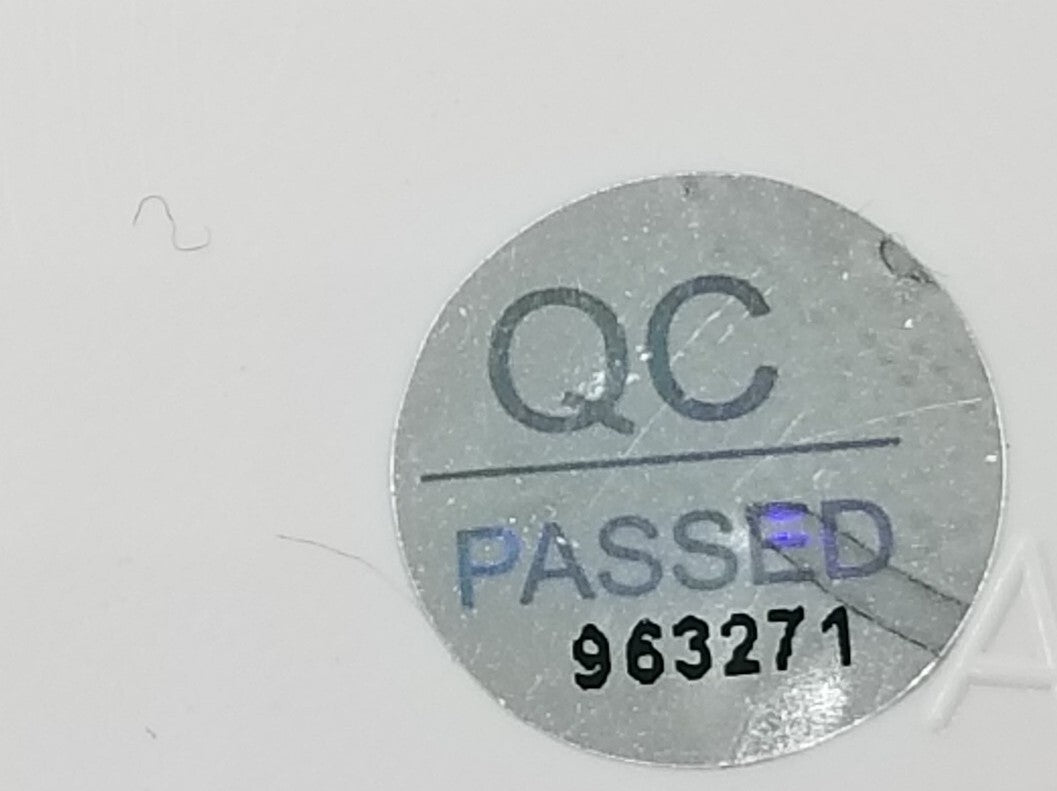 QC
PASSED
963271
A